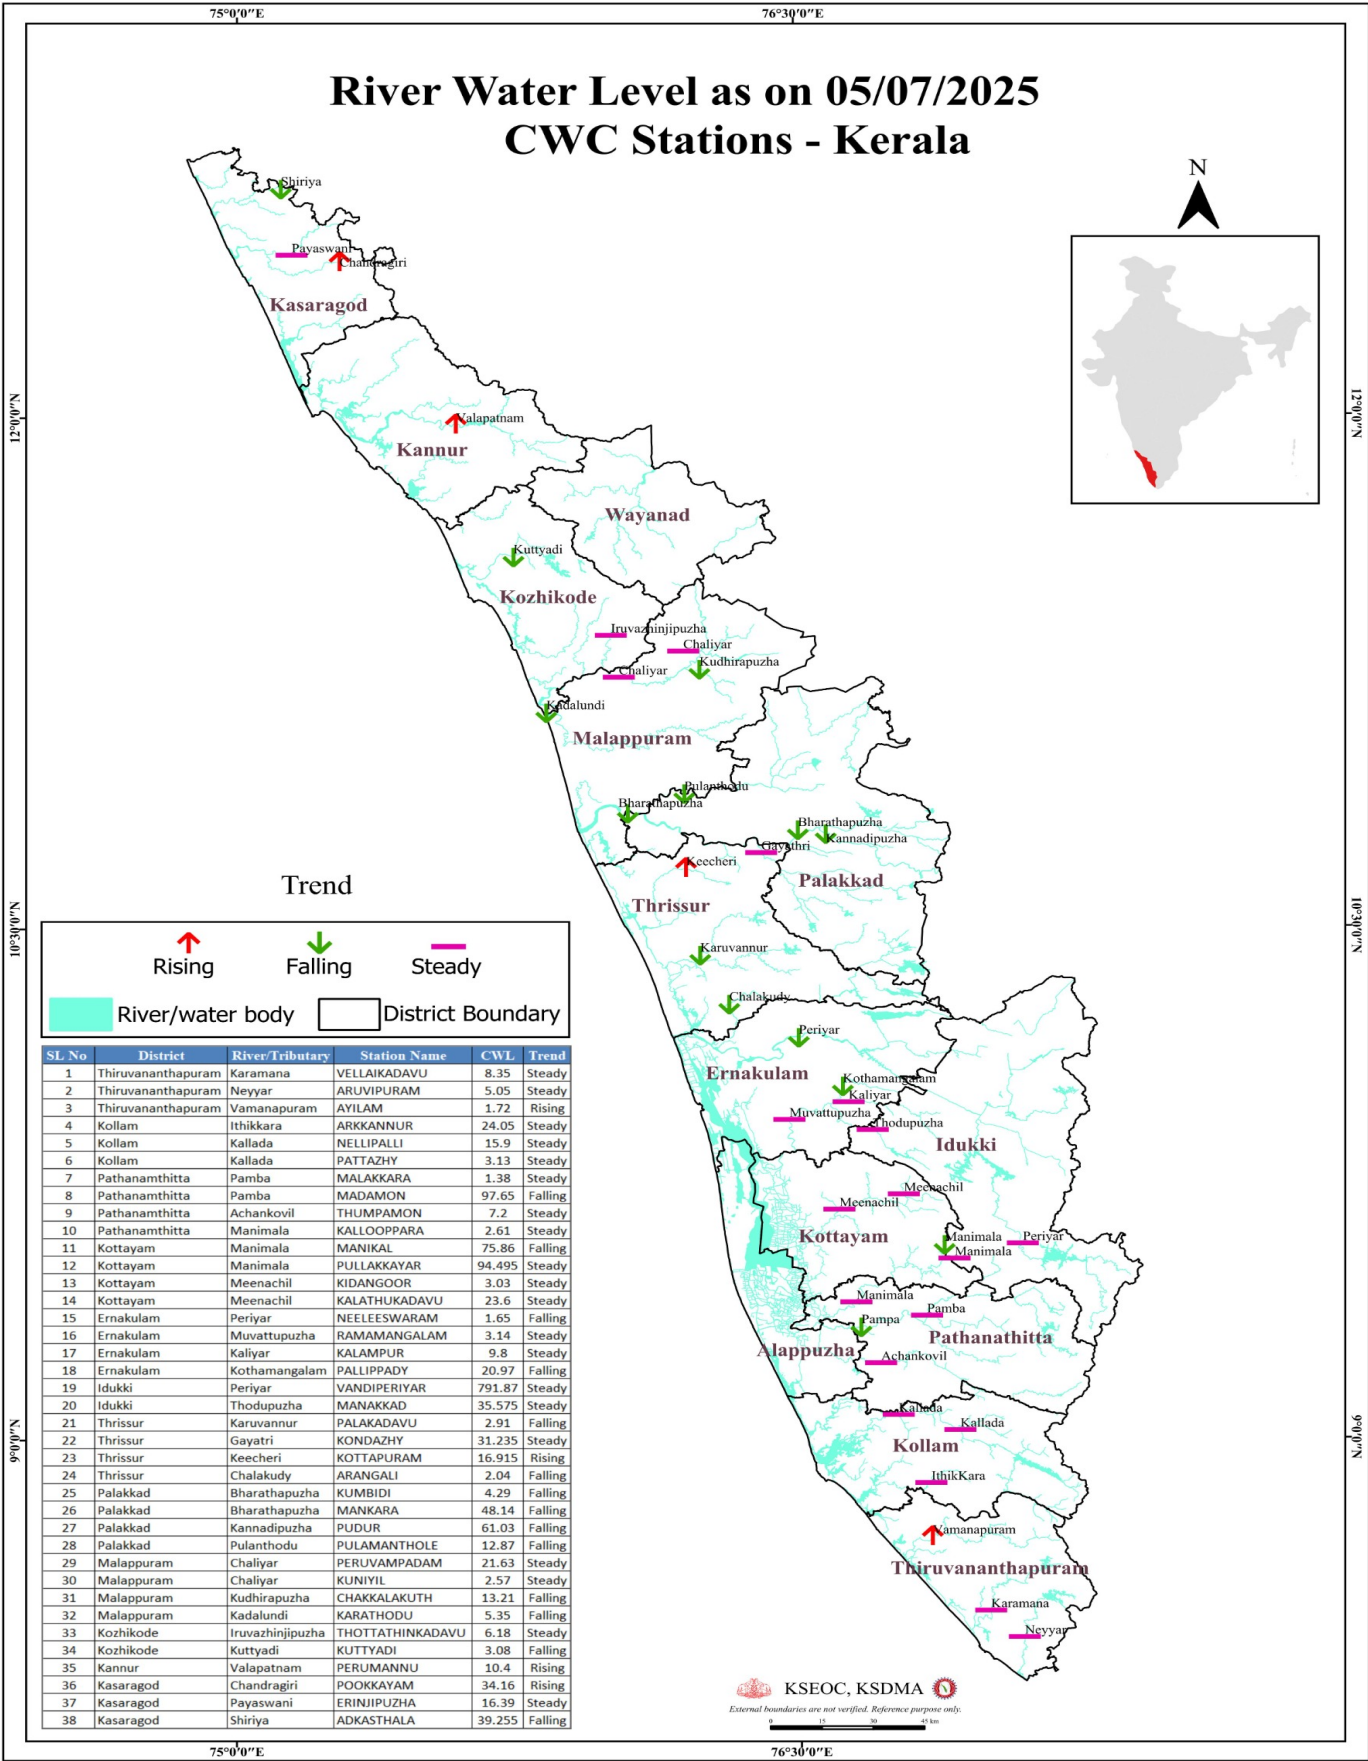 75°0'0"E 76°30'0"E
River Water Level as on 05/07/2025
CWC Stations - Kerala
N
Shiriya
Payaswani
Chandragiri
Kasaragod
12°0'0"N
12°0'0"N
Valapatnam
Kannur
Wayanad
Kuttyadi
Kozhikode
Iruvazhinjipuzha
Chaliyar
Kudhirapuzha
Chaliyar
Kadalundi
Malappuram
Pulanthodu
Bharathapuzha
Bharathapuzha
Kannadipuzha
Gayathri
Keecheri
Palakkad
Thrissur
10°30'0"N
10°30'0"N
Karuvannur
Chalakudy
Periyar
Ernakulam
Kothamangalam
Kaliyar
Muvattupuzha
Thodupuzha
Idukki
Meenachil
Meenachil
Kottayam
Manimala
Periyar
Manimala
Manimala
Pamba
Pampa
Pathanathitta
Alappuzha
Achankovil
Kallada
Kallada
Kollam
9°0'0"N
9°0'0"N
IthikKara
Vamanapuram
Thiruvananthapuram
Karamana
Neyyar
Trend
Rising Falling Steady
River/water body District Boundary
SL No District River/Tributary Station Name CWL Trend
1 Thiruvananthapuram Karamana VELLAIKADAVU 8.35 Steady
2 Thiruvananthapuram Neyyar ARUVIPURAM 5.05 Steady
3 Thiruvananthapuram Vamanapuram AYILAM 1.72 Rising
4 Kollam Ithikkara ARKKANNUR 24.05 Steady
5 Kollam Kallada NELLIPALLI 15.9 Steady
6 Kollam Kallada PATTAZHY 3.13 Steady
7 Pathanamthitta Pamba MALAKKARA 1.38 Steady
8 Pathanamthitta Pamba MADAMON 97.65 Falling
9 Pathanamthitta Achankovil THUMPAMON 7.2 Steady
10 Pathanamthitta Manimala KALLOOPPARA 2.61 Steady
11 Kottayam Manimala MANIKAL 75.86 Falling
12 Kottayam Manimala PULLAKKAYAR 94.495 Steady
13 Kottayam Meenachil KIDANGOOR 3.03 Steady
14 Kottayam Meenachil KALATHUKADAVU 23.6 Steady
15 Ernakulam Periyar NEELEESWARAM 1.65 Falling
16 Ernakulam Muvattupuzha RAMAMANGALAM 3.14 Steady
17 Ernakulam Kaliyar KALAMPUR 9.8 Steady
18 Ernakulam Kothamangalam PALLIPPADY 20.97 Falling
19 Idukki Periyar VANDIPERIYAR 791.87 Steady
20 Idukki Thodupuzha MANAKKAD 35.575 Steady
21 Thrissur Karuvannur PALAKADAVU 2.91 Falling
22 Thrissur Gayatri KONDAZHY 31.235 Steady
23 Thrissur Keecheri KOTTAPURAM 16.915 Rising
24 Thrissur Chalakudy ARANGALI 2.04 Falling
25 Palakkad Bharathapuzha KUMBIDI 4.29 Falling
26 Palakkad Bharathapuzha MANKARA 48.14 Falling
27 Palakkad Kannadipuzha PUDUR 61.03 Falling
28 Palakkad Pulanthodu PULAMANTHOLE 12.87 Falling
29 Malappuram Chaliyar PERUVAMPADAM 21.63 Steady
30 Malappuram Chaliyar KUNIYIL 2.57 Steady
31 Malappuram Kudhirapuzha CHAKKALAKUTH 13.21 Falling
32 Malappuram Kadalundi KARATHODU 5.35 Falling
33 Kozhikode Iruvazhinjipuzha THOTTATHINKADAVU 6.18 Steady
34 Kozhikode Kuttyadi KUTTYADI 3.08 Falling
35 Kannur Valapatnam PERUMANNU 10.4 Rising
36 Kasaragod Chandragiri POOKKAYAM 34.16 Rising
37 Kasaragod Payaswani ERINJIPUZHA 16.39 Steady
38 Kasaragod Shiriya ADKASTHALA 39.255 Falling
KSEOC, KSDMA
External boundaries are not verified. Reference purpose only.
0 15 30 45 km
75°0'0"E 76°30'0"E